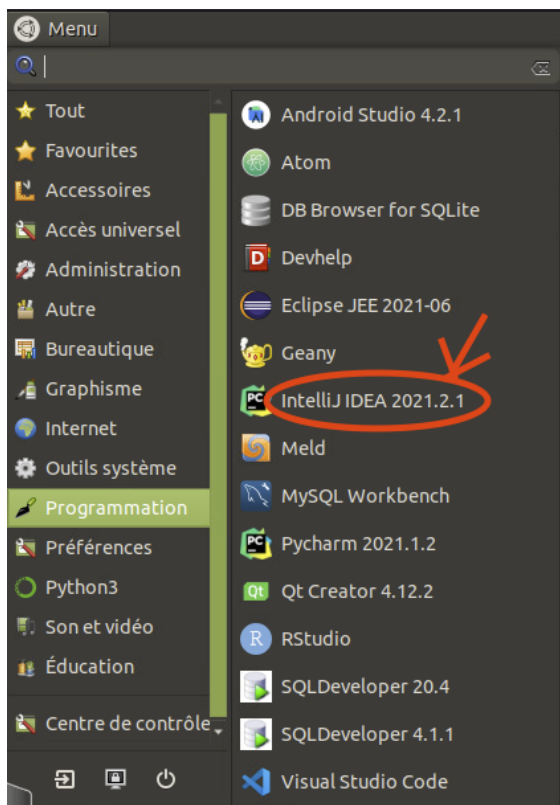 Menu
Tout
Favourites
Accessoires
Accès universel
Administration
Autre
Bureautique
Graphisme
Internet
Outils système
Programmation
Préférences
Python3
Son et vidéo
Éducation
Centre de contrôle
Android Studio 4.2.1
Atom
DB Browser for SQLite
Devhelp
Eclipse JEE 2021-06
Geany
IntelliJ IDEA 2021.2.1
Meld
MySQL Workbench
Pycharm 2021.1.2
Qt Creator 4.12.2
RStudio
SQLDeveloper 20.4
SQLDeveloper 4.1.1
Visual Studio Code